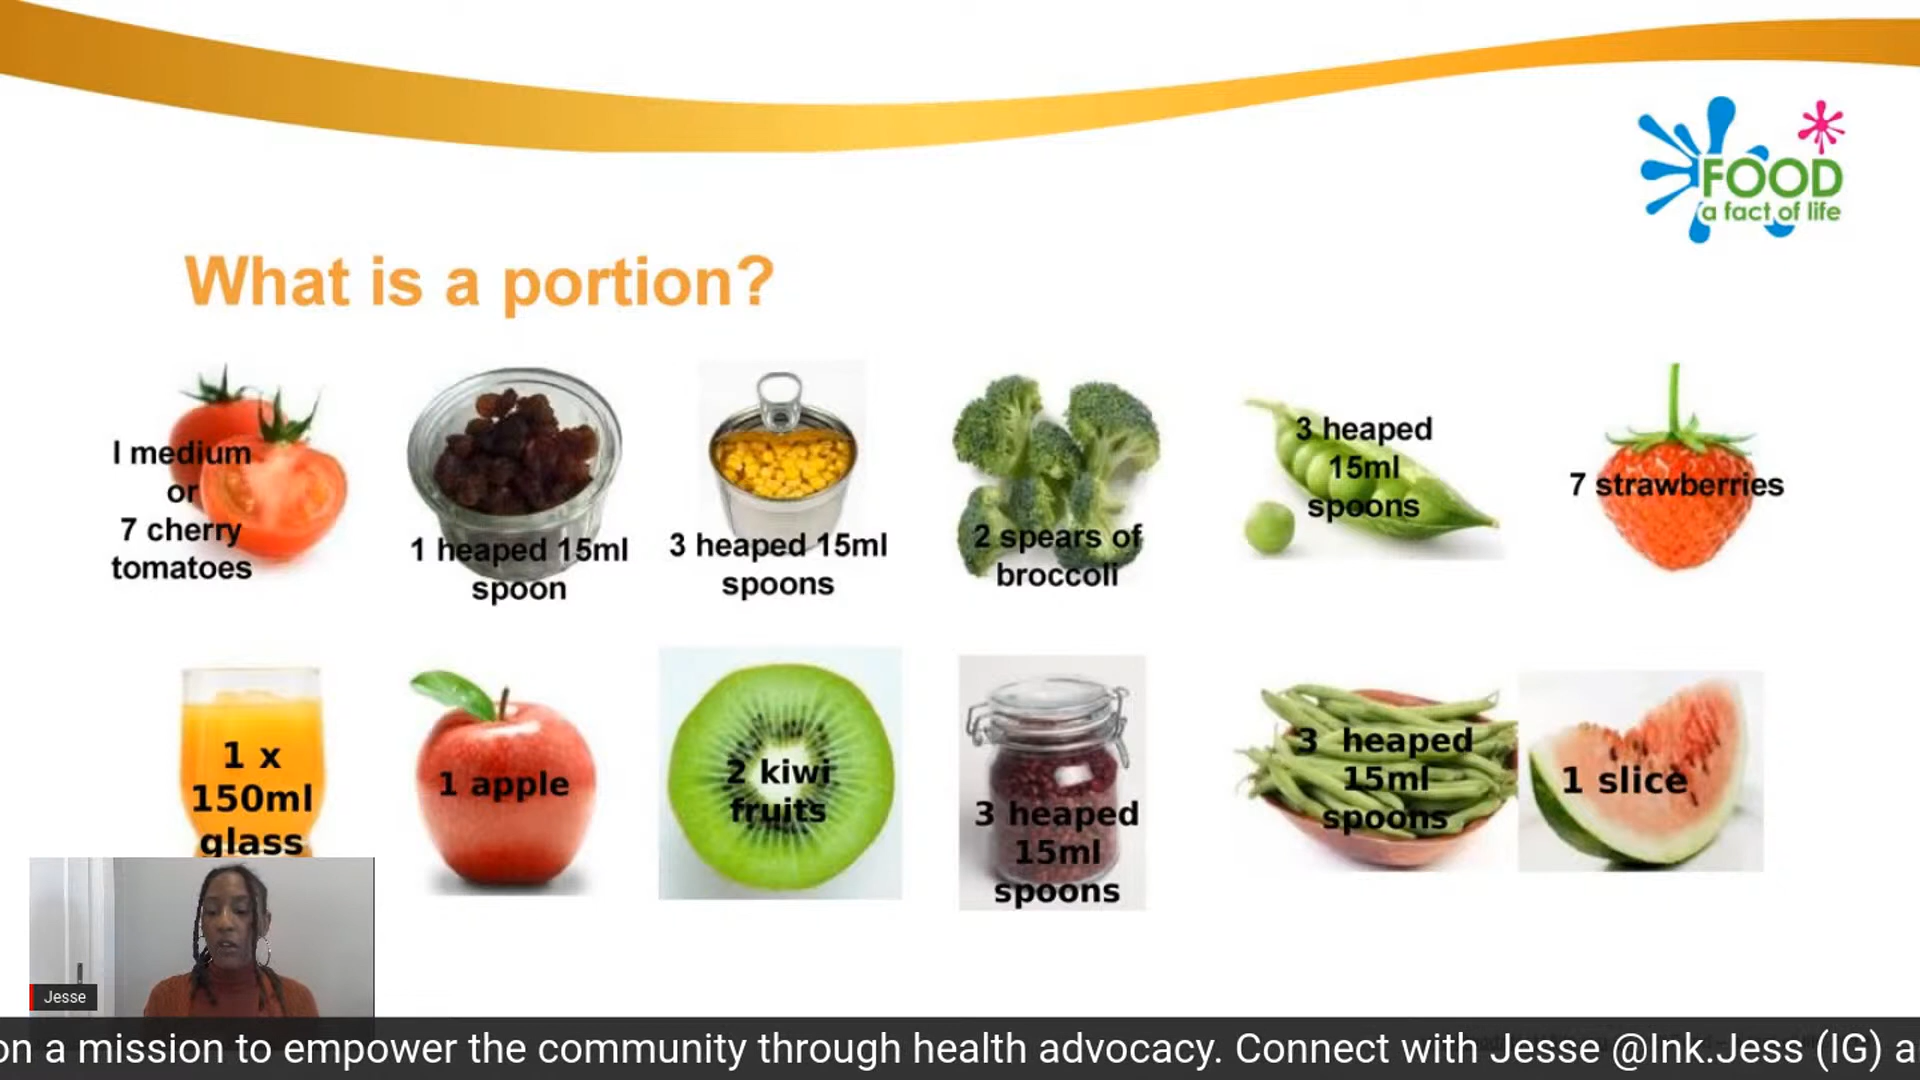 FOOD
a fact of life
What is a portion?
I medium
or
7 cherry
tomatoes
1 heaped 15ml
spoon
3 heaped 15ml
spoons
2 spears of
broccoli
3 heaped
15ml
spoons
7 strawberries
1 x
150ml
glass
1 apple
2 kiwi
fruits
3 heaped
15ml
spoons
3 heaped
15ml
spoons
1 slice
Jesse
on a mission to empower the community through health advocacy. Connect with Jesse @Ink.Jess (IG) a